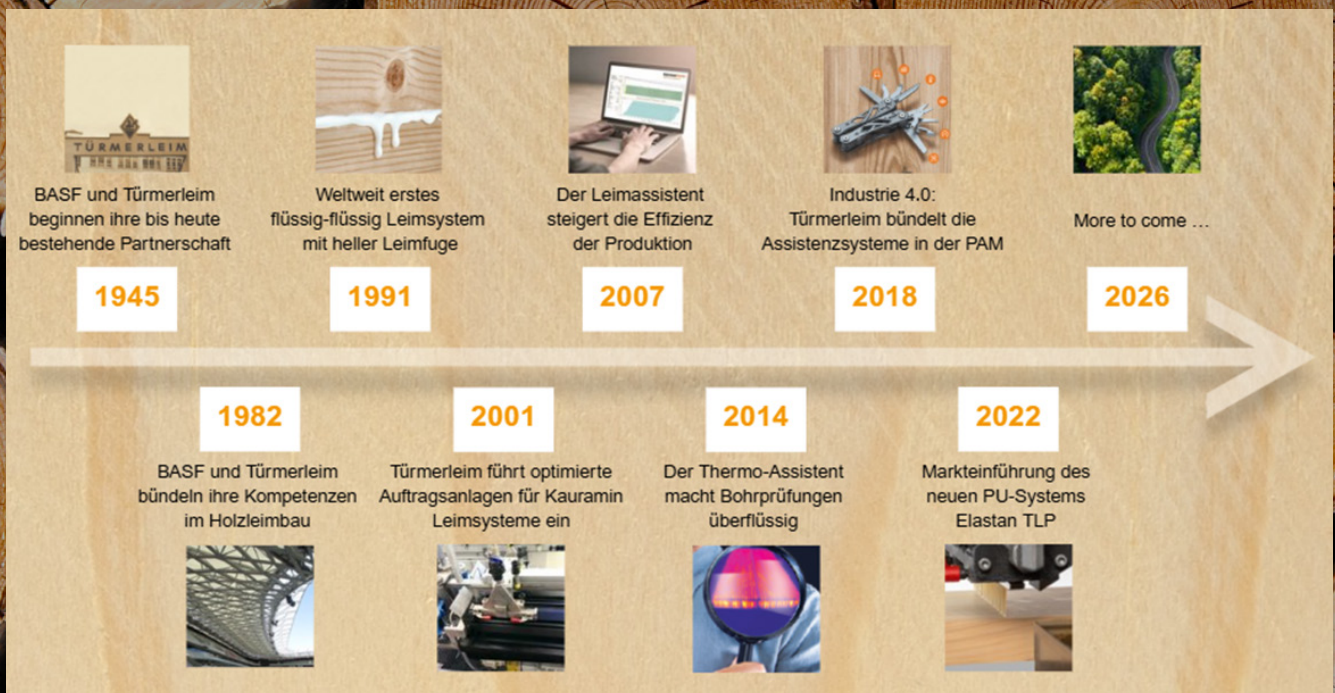 TÜRMERLEIM
BASF und Türmerleim
beginnen ihre bis heute
bestehende Partnerschaft
1945
Weltweit erstes
flüssig-flüssig Leimsystem
mit heller Leimfuge
1991
Der Leimassistent
steigert die Effizienz
der Produktion
2007
Industrie 4.0:
Türmerleim bündelt die
Assistenzsysteme in der PAM
2018
More to come …
2026
1982
BASF und Türmerleim
bündeln ihre Kompetenzen
im Holzleimbau
2001
Türmerleim führt optimierte
Auftragsanlagen für Kauramin
Leimsysteme ein
2014
Der Thermo-Assistent
macht Bohrprüfungen
überflüssig
2022
Markteinführung des
neuen PU-Systems
Elastan TLP